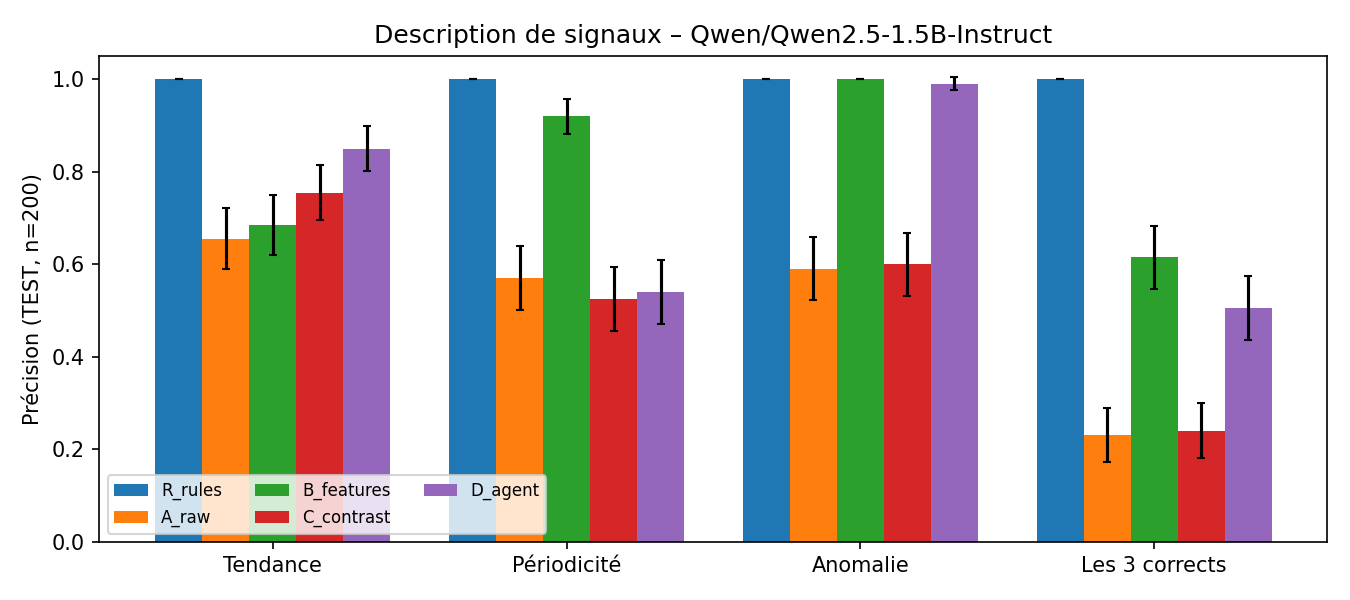 Description de signaux – Qwen/Qwen2.5-1.5B-Instruct
Précision (TEST, n=200)
1.0
0.8
0.6
0.4
0.2
0.0
R_rules B_features D_agent
A_raw C_contrast
Tendance Périodicité Anomalie Les 3 corrects